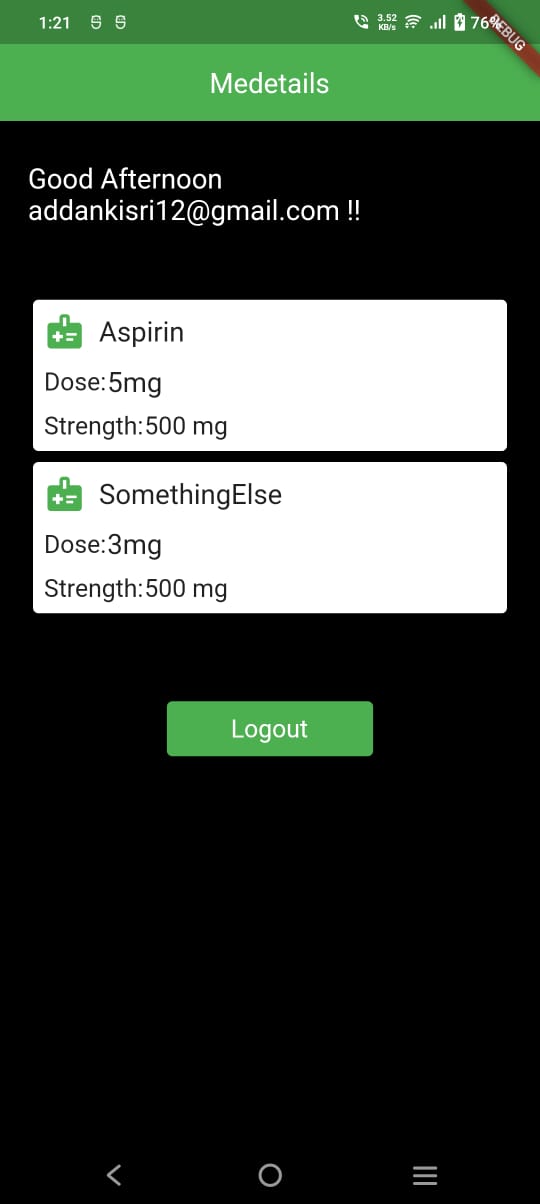 1:21 3.52 KB/s 76%
DEBUG
Medetails
Good Afternoon
addankisri12@gmail.com !!
Aspirin
Dose:5mg
Strength:500 mg
SomethingElse
Dose:3mg
Strength:500 mg
Logout